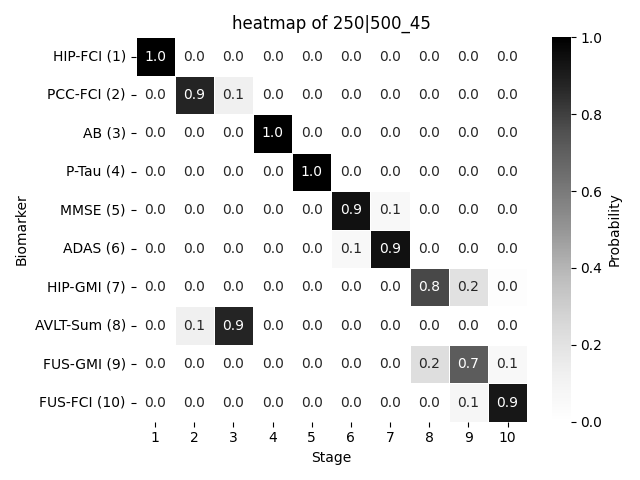 heatmap of 250|500_45
HIP-FCI (1) 1.0 0.0 0.0 0.0 0.0 0.0 0.0 0.0 0.0 0.0
PCC-FCI (2) 0.0 0.9 0.1 0.0 0.0 0.0 0.0 0.0 0.0 0.0
AB (3) 0.0 0.0 0.0 1.0 0.0 0.0 0.0 0.0 0.0 0.0
P-Tau (4) 0.0 0.0 0.0 0.0 1.0 0.0 0.0 0.0 0.0 0.0
MMSE (5) 0.0 0.0 0.0 0.0 0.0 0.9 0.1 0.0 0.0 0.0
ADAS (6) 0.0 0.0 0.0 0.0 0.0 0.1 0.9 0.0 0.0 0.0
HIP-GMI (7) 0.0 0.0 0.0 0.0 0.0 0.0 0.0 0.8 0.2 0.0
AVLT-Sum (8) 0.0 0.1 0.9 0.0 0.0 0.0 0.0 0.0 0.0 0.0
FUS-GMI (9) 0.0 0.0 0.0 0.0 0.0 0.0 0.0 0.2 0.7 0.1
FUS-FCI (10) 0.0 0.0 0.0 0.0 0.0 0.0 0.0 0.0 0.1 0.9
1 2 3 4 5 6 7 8 9 10
Stage
Biomarker
1.0
0.8
0.6
0.4
0.2
0.0
Probability